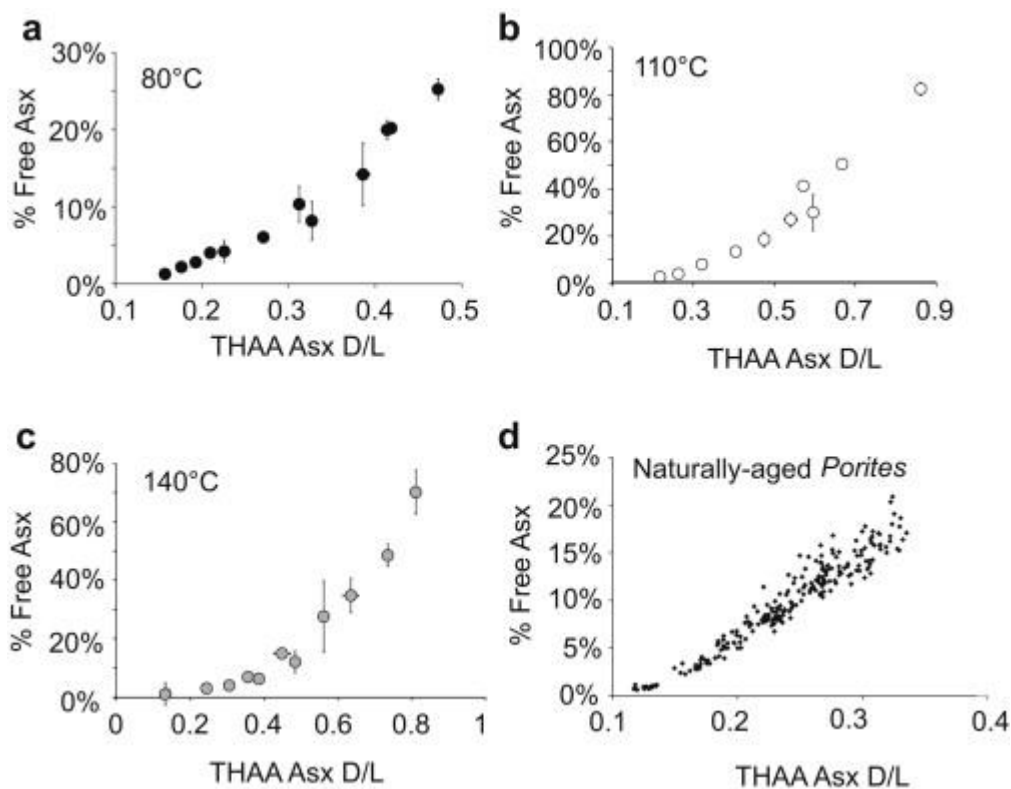 a
30%
20%
10%
0%
% Free Asx
80°C
0.1 0.2 0.3 0.4 0.5
THAA Asx D/L
b
100%
80%
60%
40%
20%
0%
% Free Asx
110°C
0.1 0.3 0.5 0.7 0.9
THAA Asx D/L
c
80%
60%
40%
20%
0%
% Free Asx
140°C
0 0.2 0.4 0.6 0.8 1
THAA Asx D/L
d
25%
20%
15%
10%
5%
0%
% Free Asx
Naturally-aged Porites
0.1 0.2 0.3 0.4
THAA Asx D/L